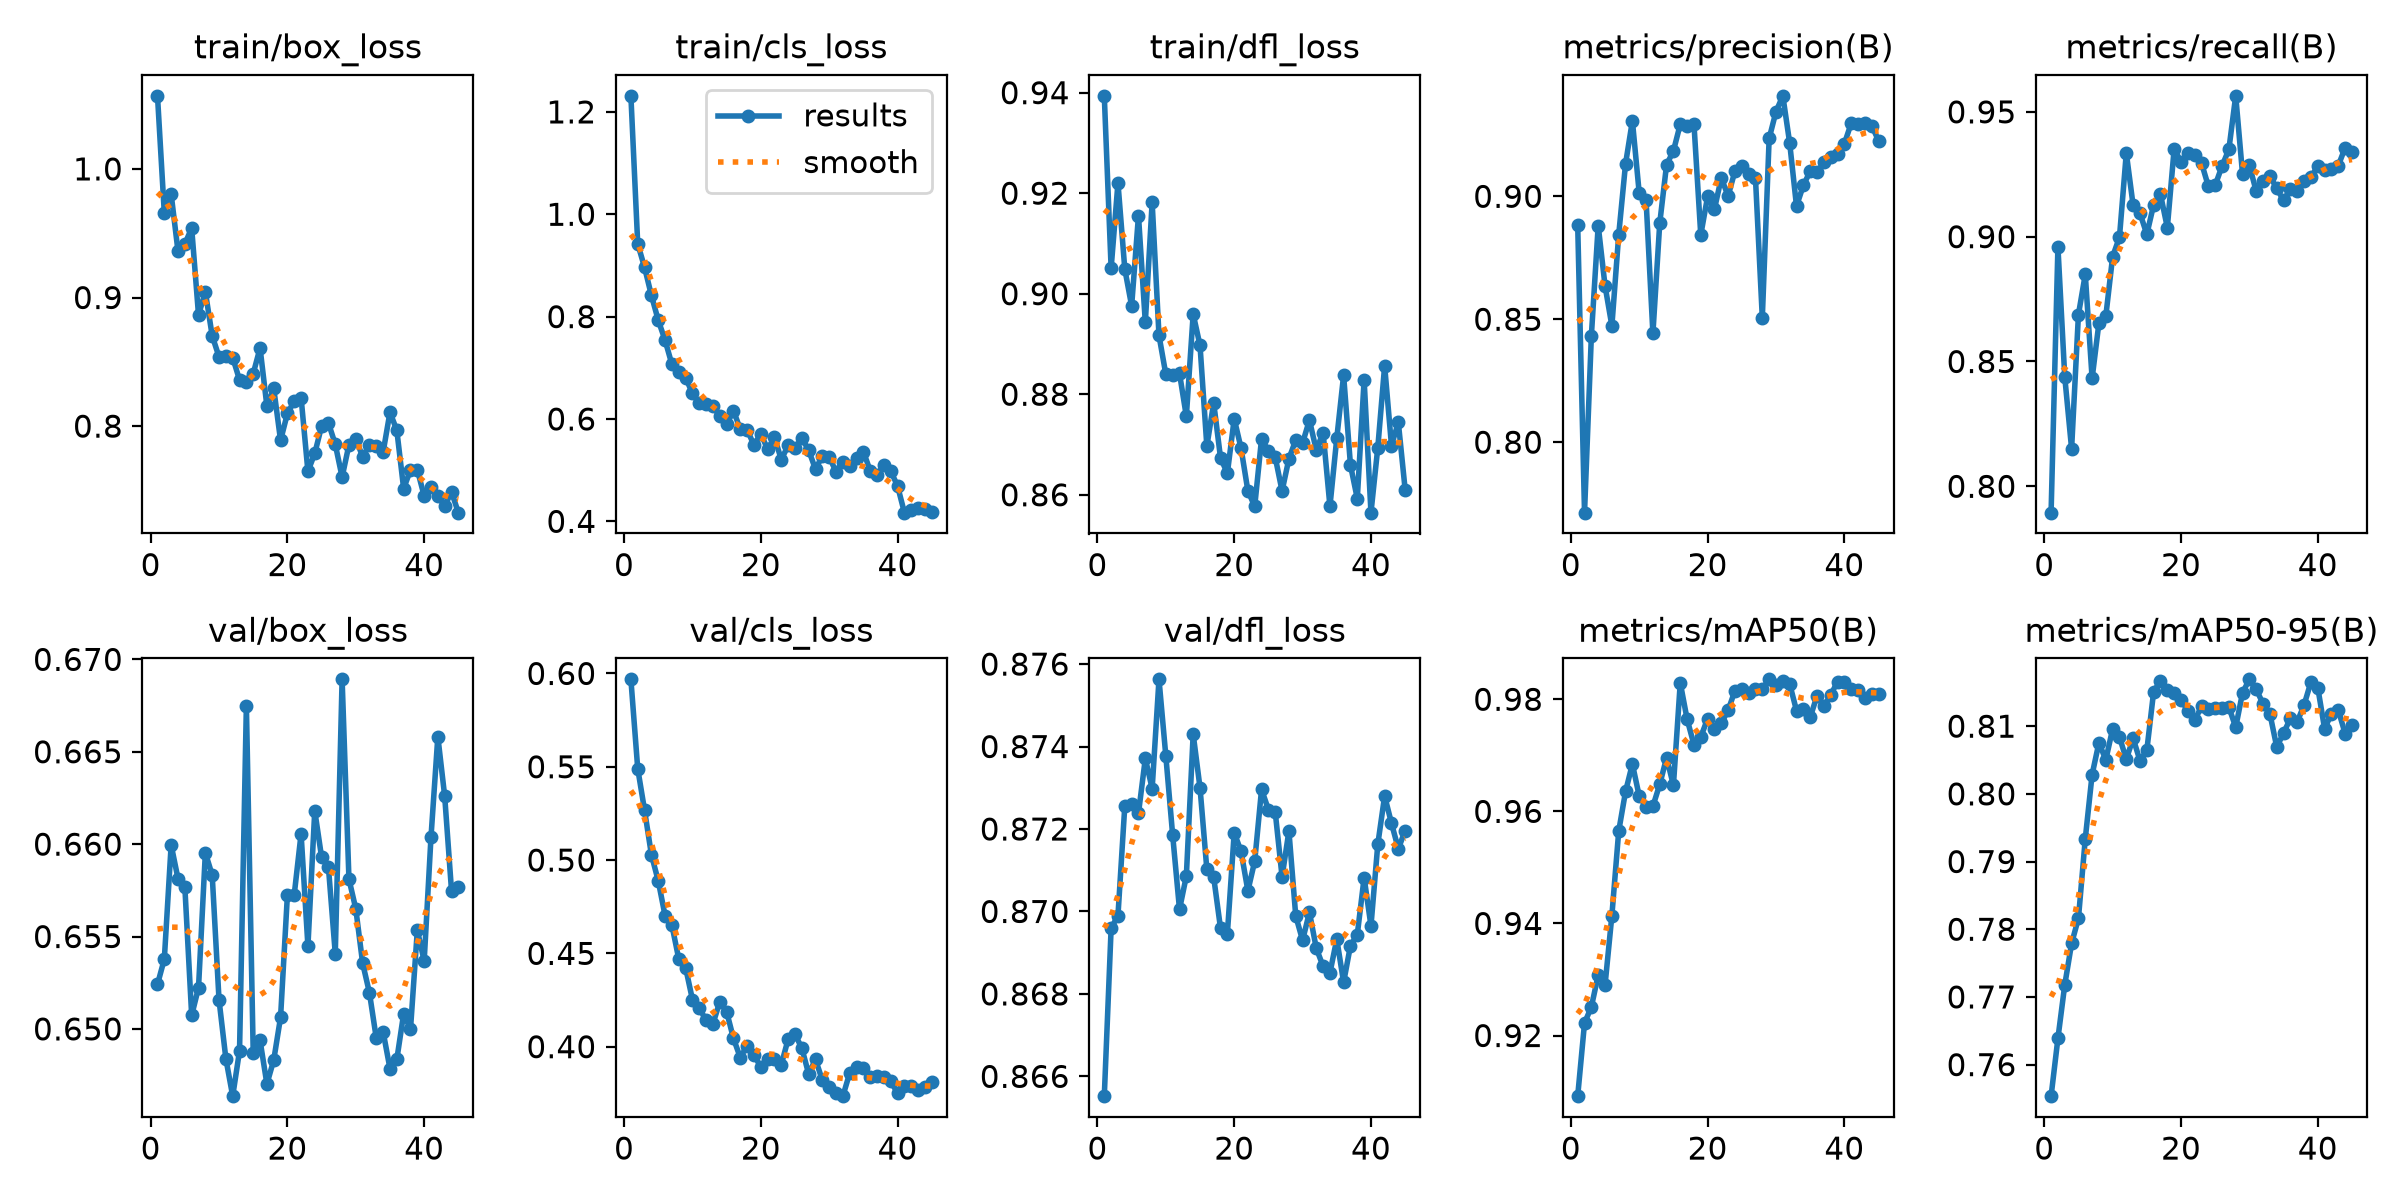 train/box_loss
1.0
0.9
0.8
0 20 40
train/cls_loss
results
smooth
1.2
1.0
0.8
0.6
0.4
0 20 40
train/dfl_loss
0.94
0.92
0.90
0.88
0.86
0 20 40
metrics/precision(B)
0.90
0.85
0.80
0 20 40
metrics/recall(B)
0.95
0.90
0.85
0.80
0 20 40
val/box_loss
0.670
0.665
0.660
0.655
0.650
0 20 40
val/cls_loss
0.60
0.55
0.50
0.45
0.40
0 20 40
val/dfl_loss
0.876
0.874
0.872
0.870
0.868
0.866
0 20 40
metrics/mAP50(B)
0.98
0.96
0.94
0.92
0 20 40
metrics/mAP50-95(B)
0.81
0.80
0.79
0.78
0.77
0.76
0 20 40